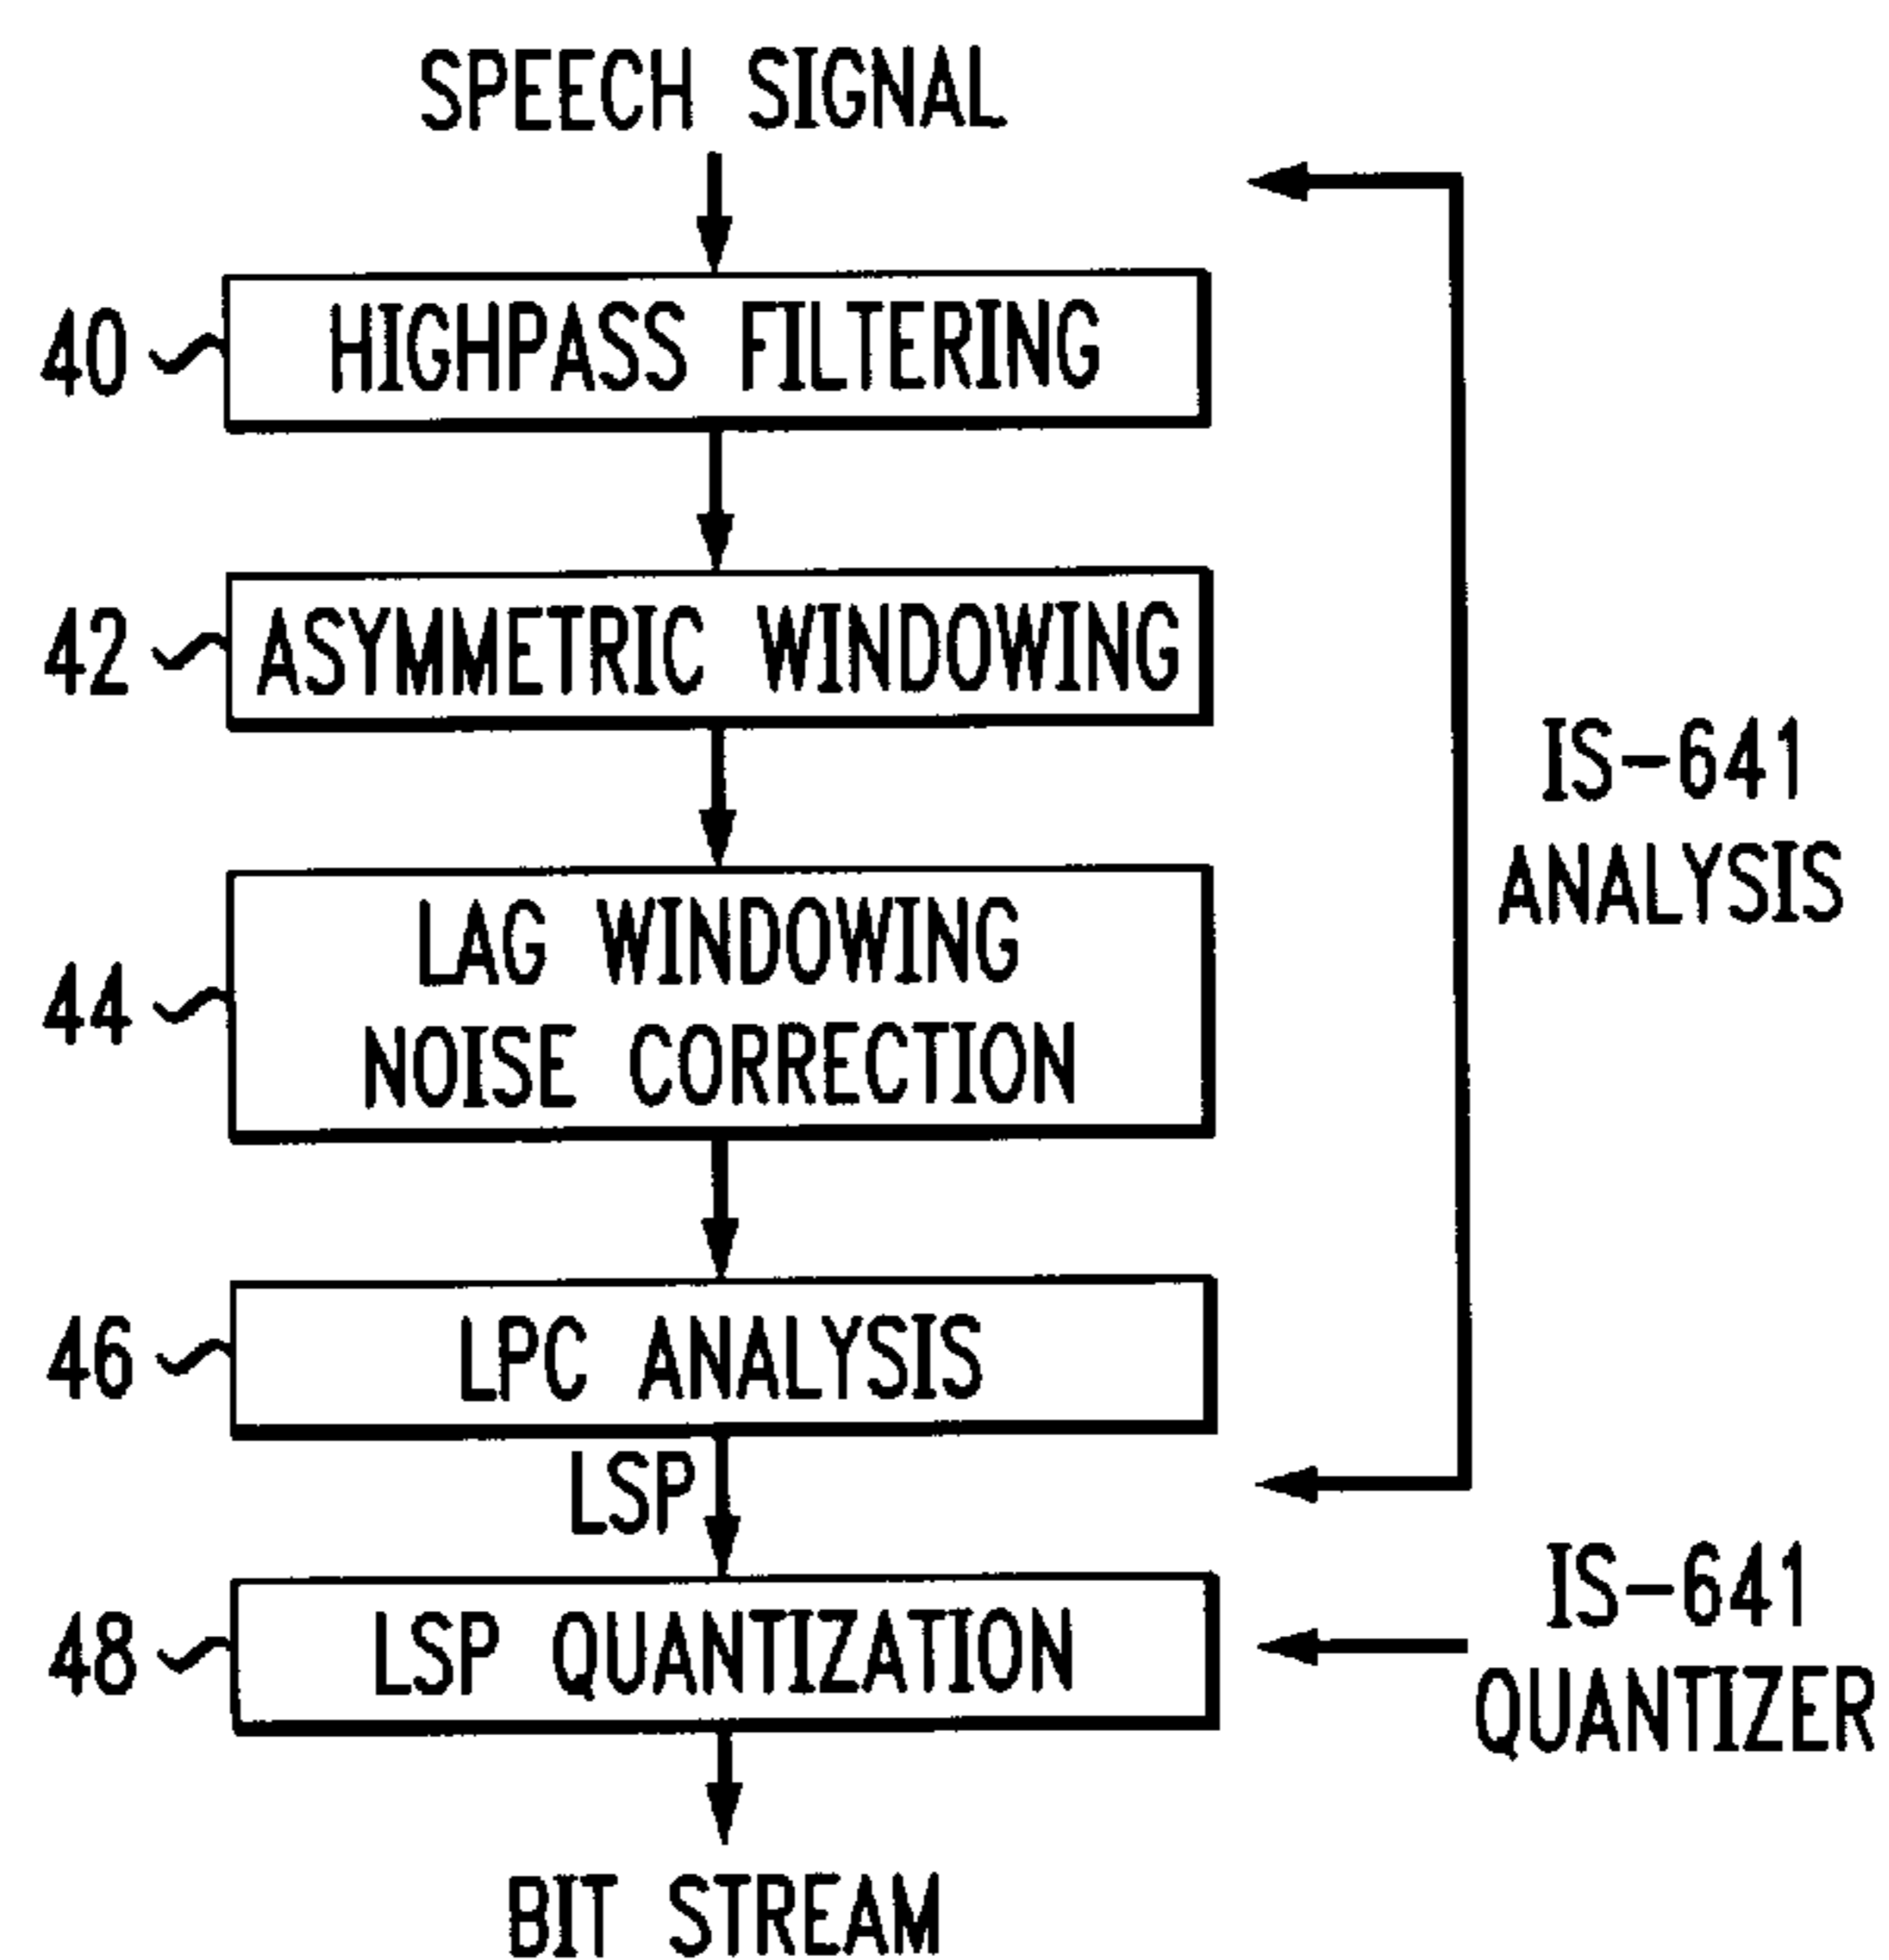 SPEECH SIGNAL
40
HIGHPASS FILTERING
42
ASYMMETRIC WINDOWING
IS-641
ANALYSIS
44
LAG WINDOWING
NOISE CORRECTION
46
LPC ANALYSIS
LSP
48
LSP QUANTIZATION
IS-641
QUANTIZER
BIT STREAM